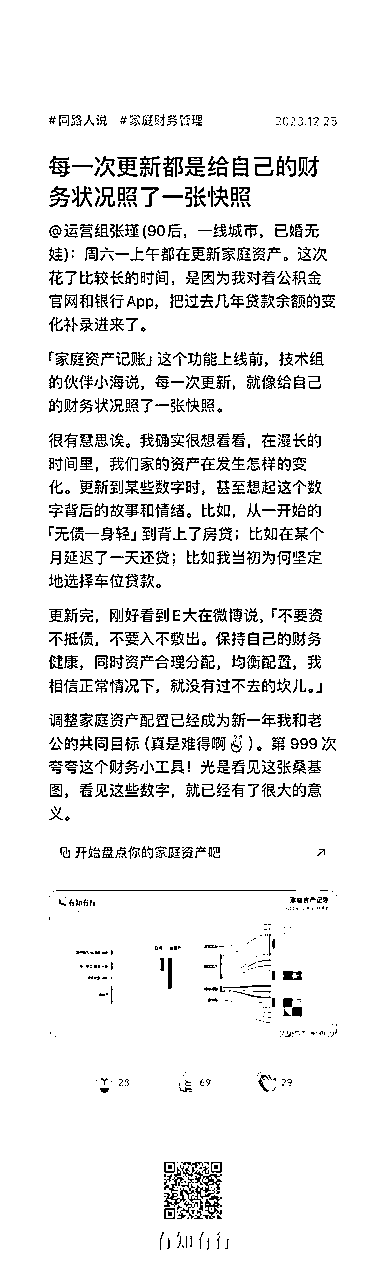 #同路人说 #家庭财务管理 2023.12.25
每一次更新都是给自己的财
务状况照了一张快照
@运营组张瑾(90后，一线城市，已婚无
娃)：周六一上午都在更新家庭资产。这次
花了比较长的时间，是因为我对着公积金
官网和银行App，把过去几年贷款余额的变
化补录进来了。
「家庭资产记账」这个功能上线前，技术组
的伙伴小海说，每一次更新，就像给自己
的财务状况照了一张快照。
很有意思诶。我确实很想看看，在漫长的
时间里，我们家的资产在发生怎样的变
化。更新到某些数字时，甚至想起这个数
字背后的故事和情绪。比如，从一开始的
「无债一身轻」到背上了房贷；比如在某个
月延迟了一天还贷；比如我当初为何坚定
地选择车位贷款。
更新完，刚好看到E大在微博说，「不要资
不抵债，不要入不敷出。保持自己的财务
健康，同时资产合理分配，均衡配置，我
相信正常情况下，就没有过不去的坎儿。」
调整家庭资产配置已经成为新一年我和老
公的共同目标(真是难得啊✌)。第 999 次
夸夸这个财务小工具！光是看见这张桑基
图，看见这些数字，就已经有了很大的意
义。
开始盘点你的家庭资产吧
有知有行 家庭资产记账
28 69 29
有知有行